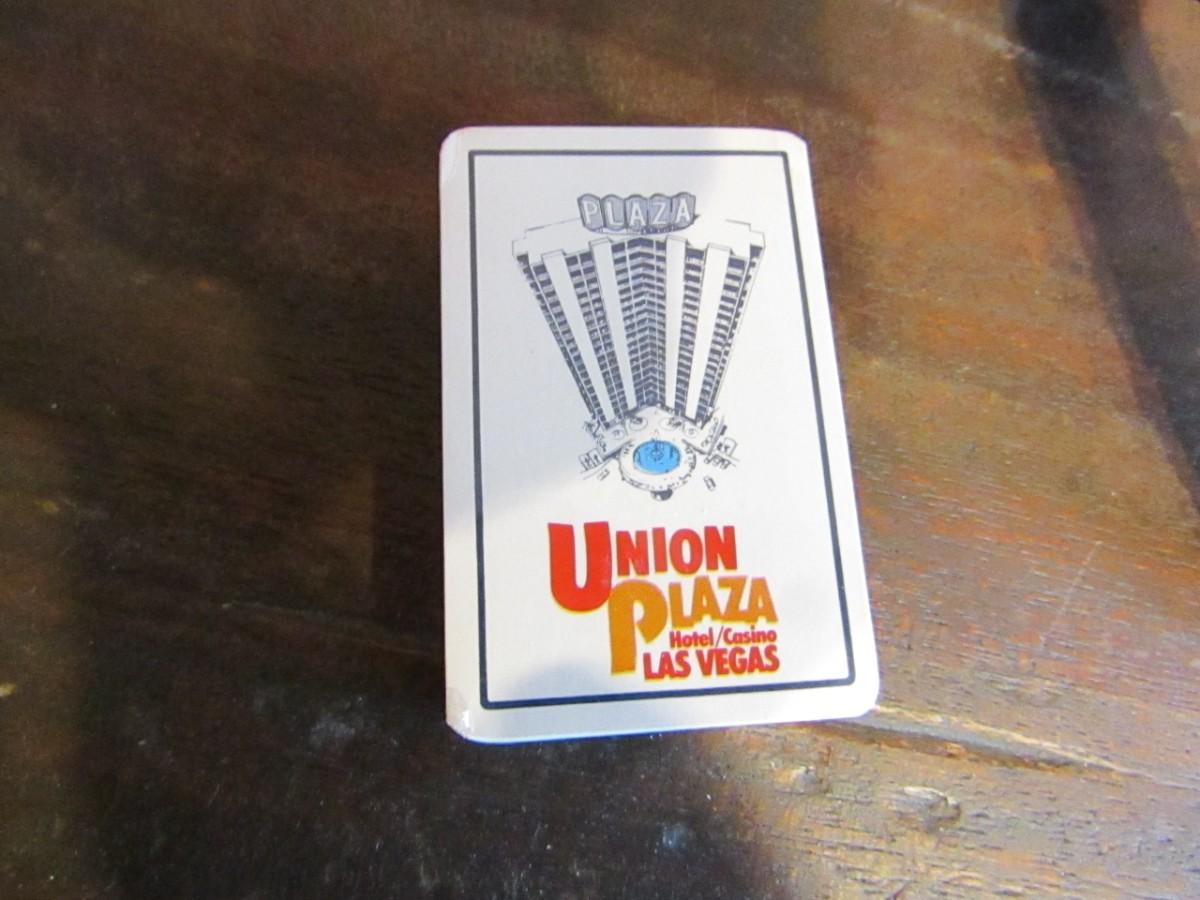 PLAZA
UNION
PLAZA
Hotel/Casino
LAS VEGAS